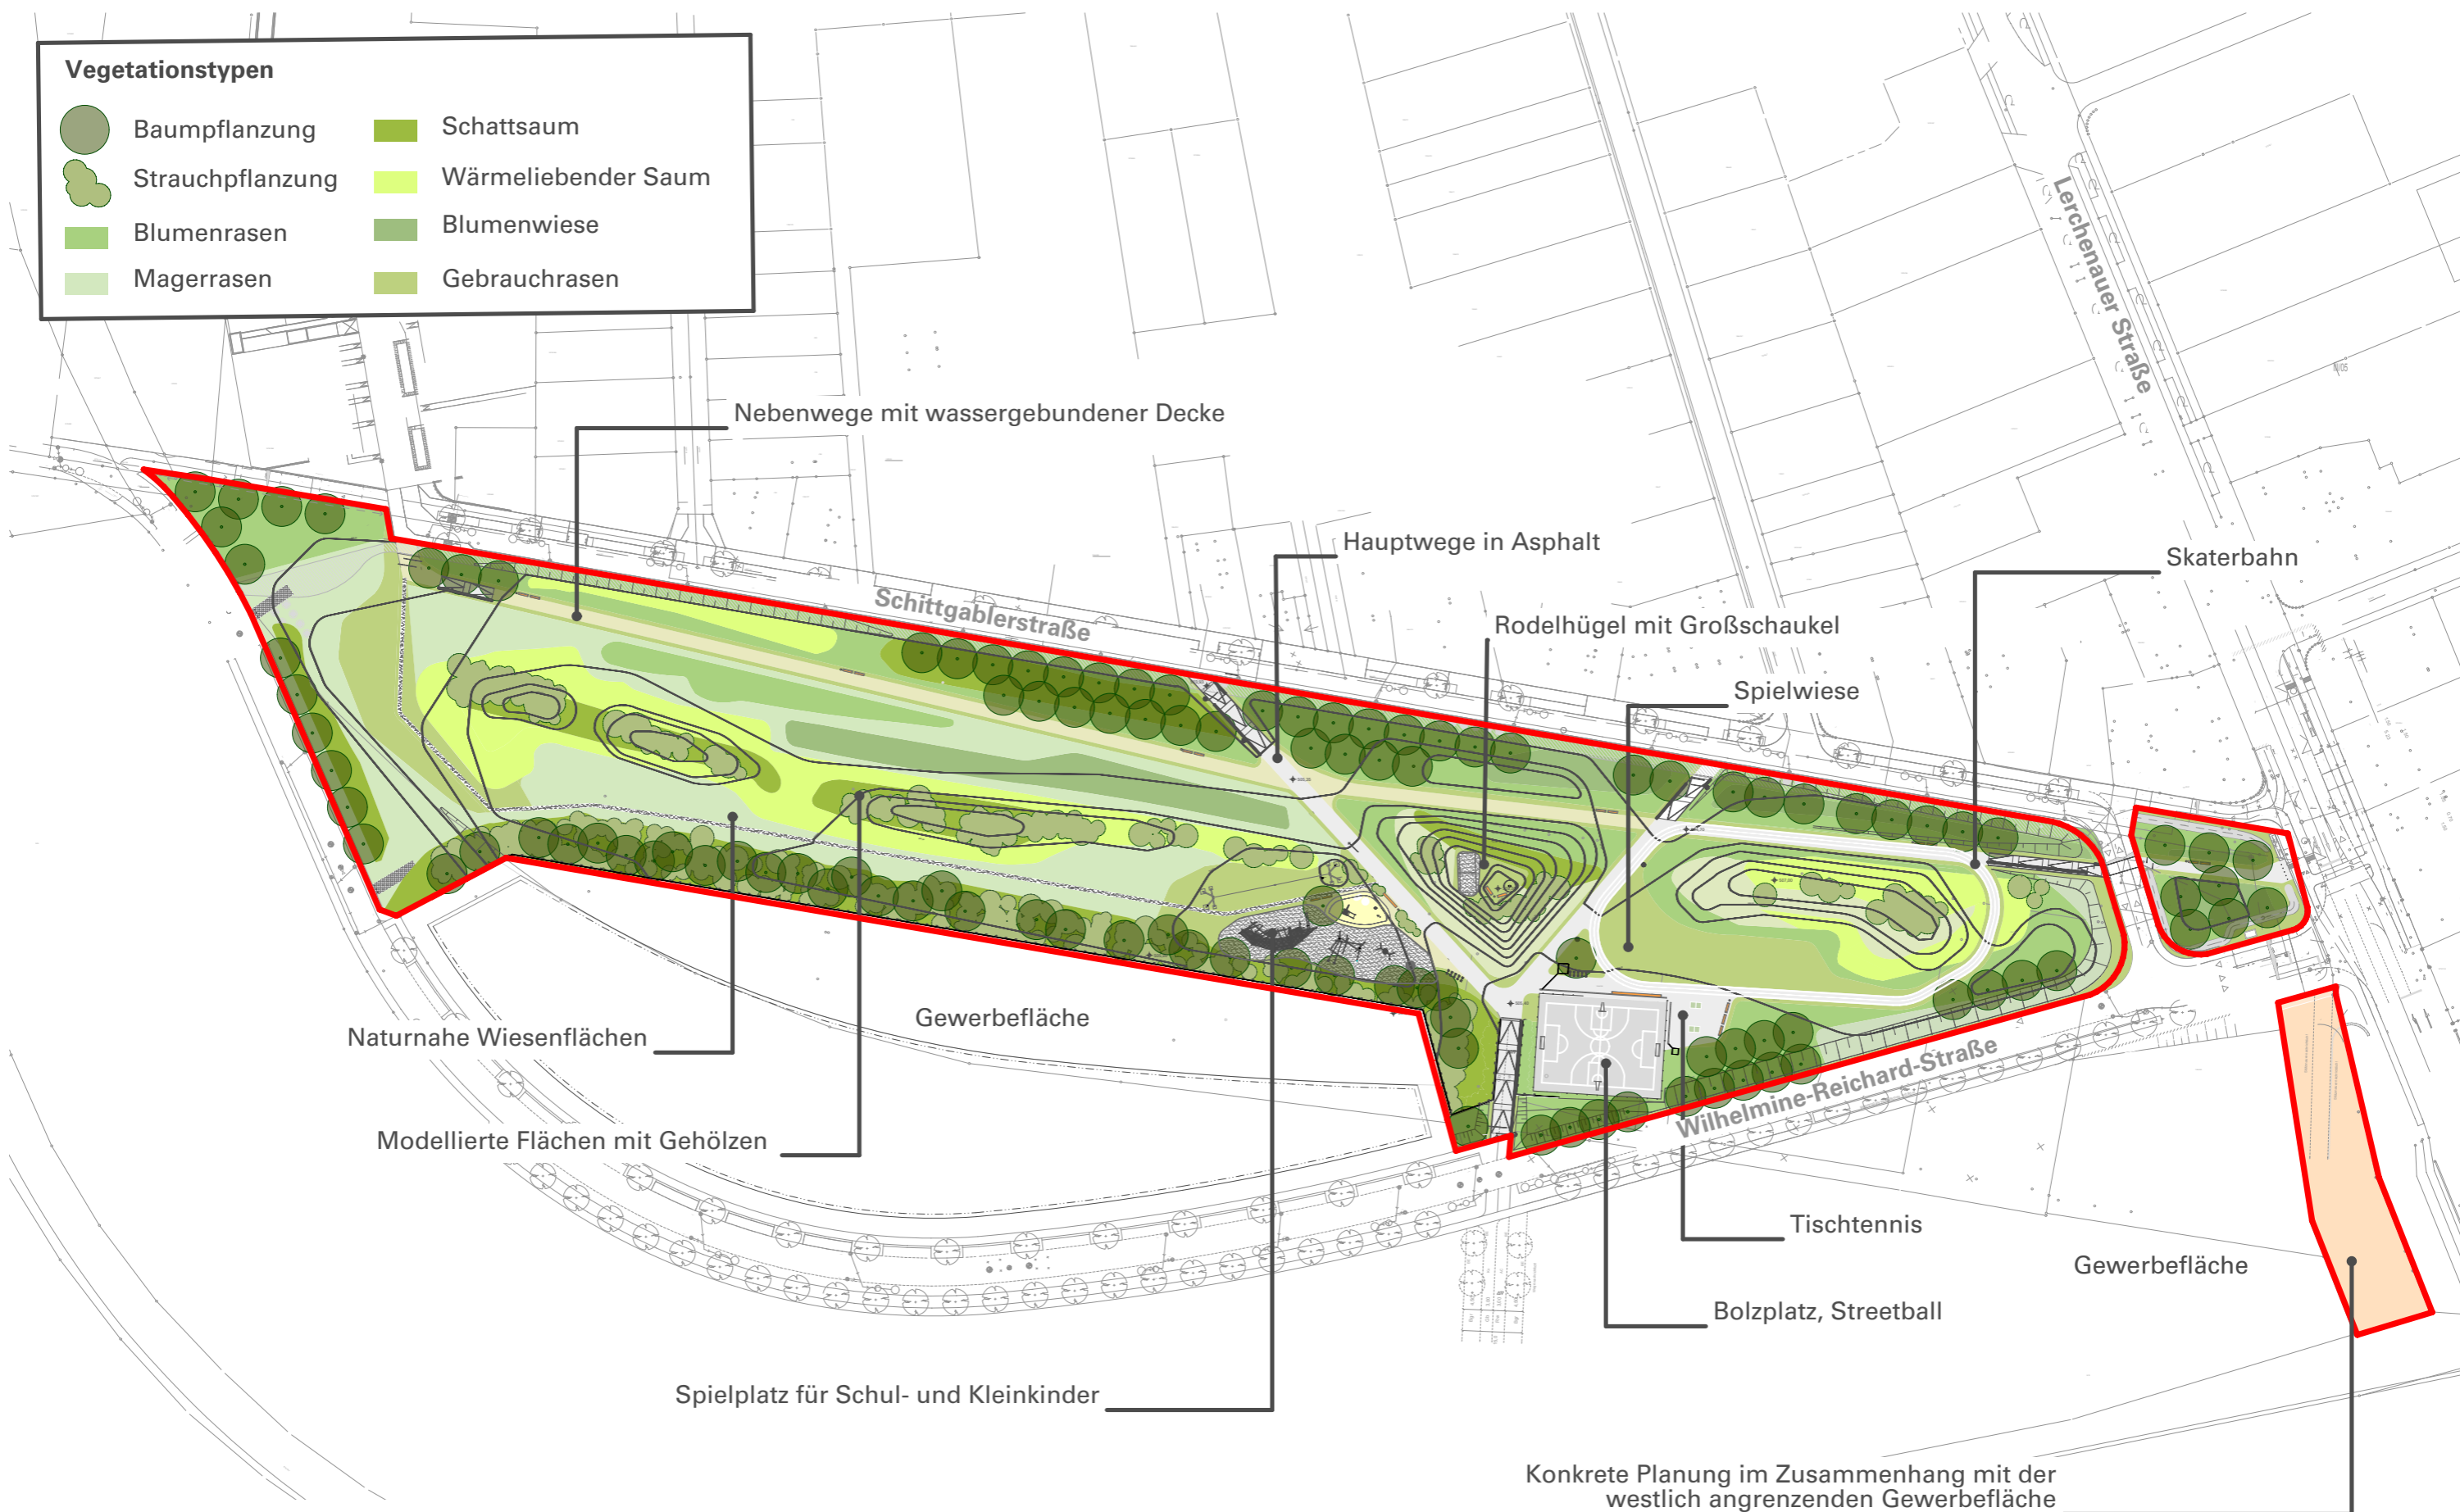 Vegetationstypen
Baumpflanzung
Strauchpflanzung
Blumenrasen
Magerrasen
Schattsaum
Wärmeliebender Saum
Blumenwiese
Gebrauchrasen
Lerchenauer Straße
Nebenwege mit wassergebundener Decke
Hauptwege in Asphalt
Skaterbahn
Schittgablerstraße
Rodelhügel mit Großschaukel
Spielwiese
Naturnahe Wiesenflächen
Gewerbefläche
Wilhelmine-Reichard-Straße
Modellierte Flächen mit Gehölzen
Tischtennis
Gewerbefläche
Bolzplatz, Streetball
Spielplatz für Schul- und Kleinkinder
Konkrete Planung im Zusammenhang mit der
westlich angrenzenden Gewerbefläche